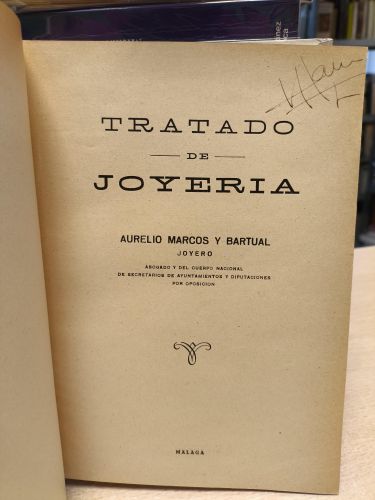 TRATADO
DE
JOYERIA
AURELIO MARCOS Y BARTUAL
JOYERO
ABOGADO Y DEL CUERPO NACIONAL
DE SECRETARIOS DE AYUNTAMIENTOS Y DIPUTACIONES
POR OPOSICION
MALAGA